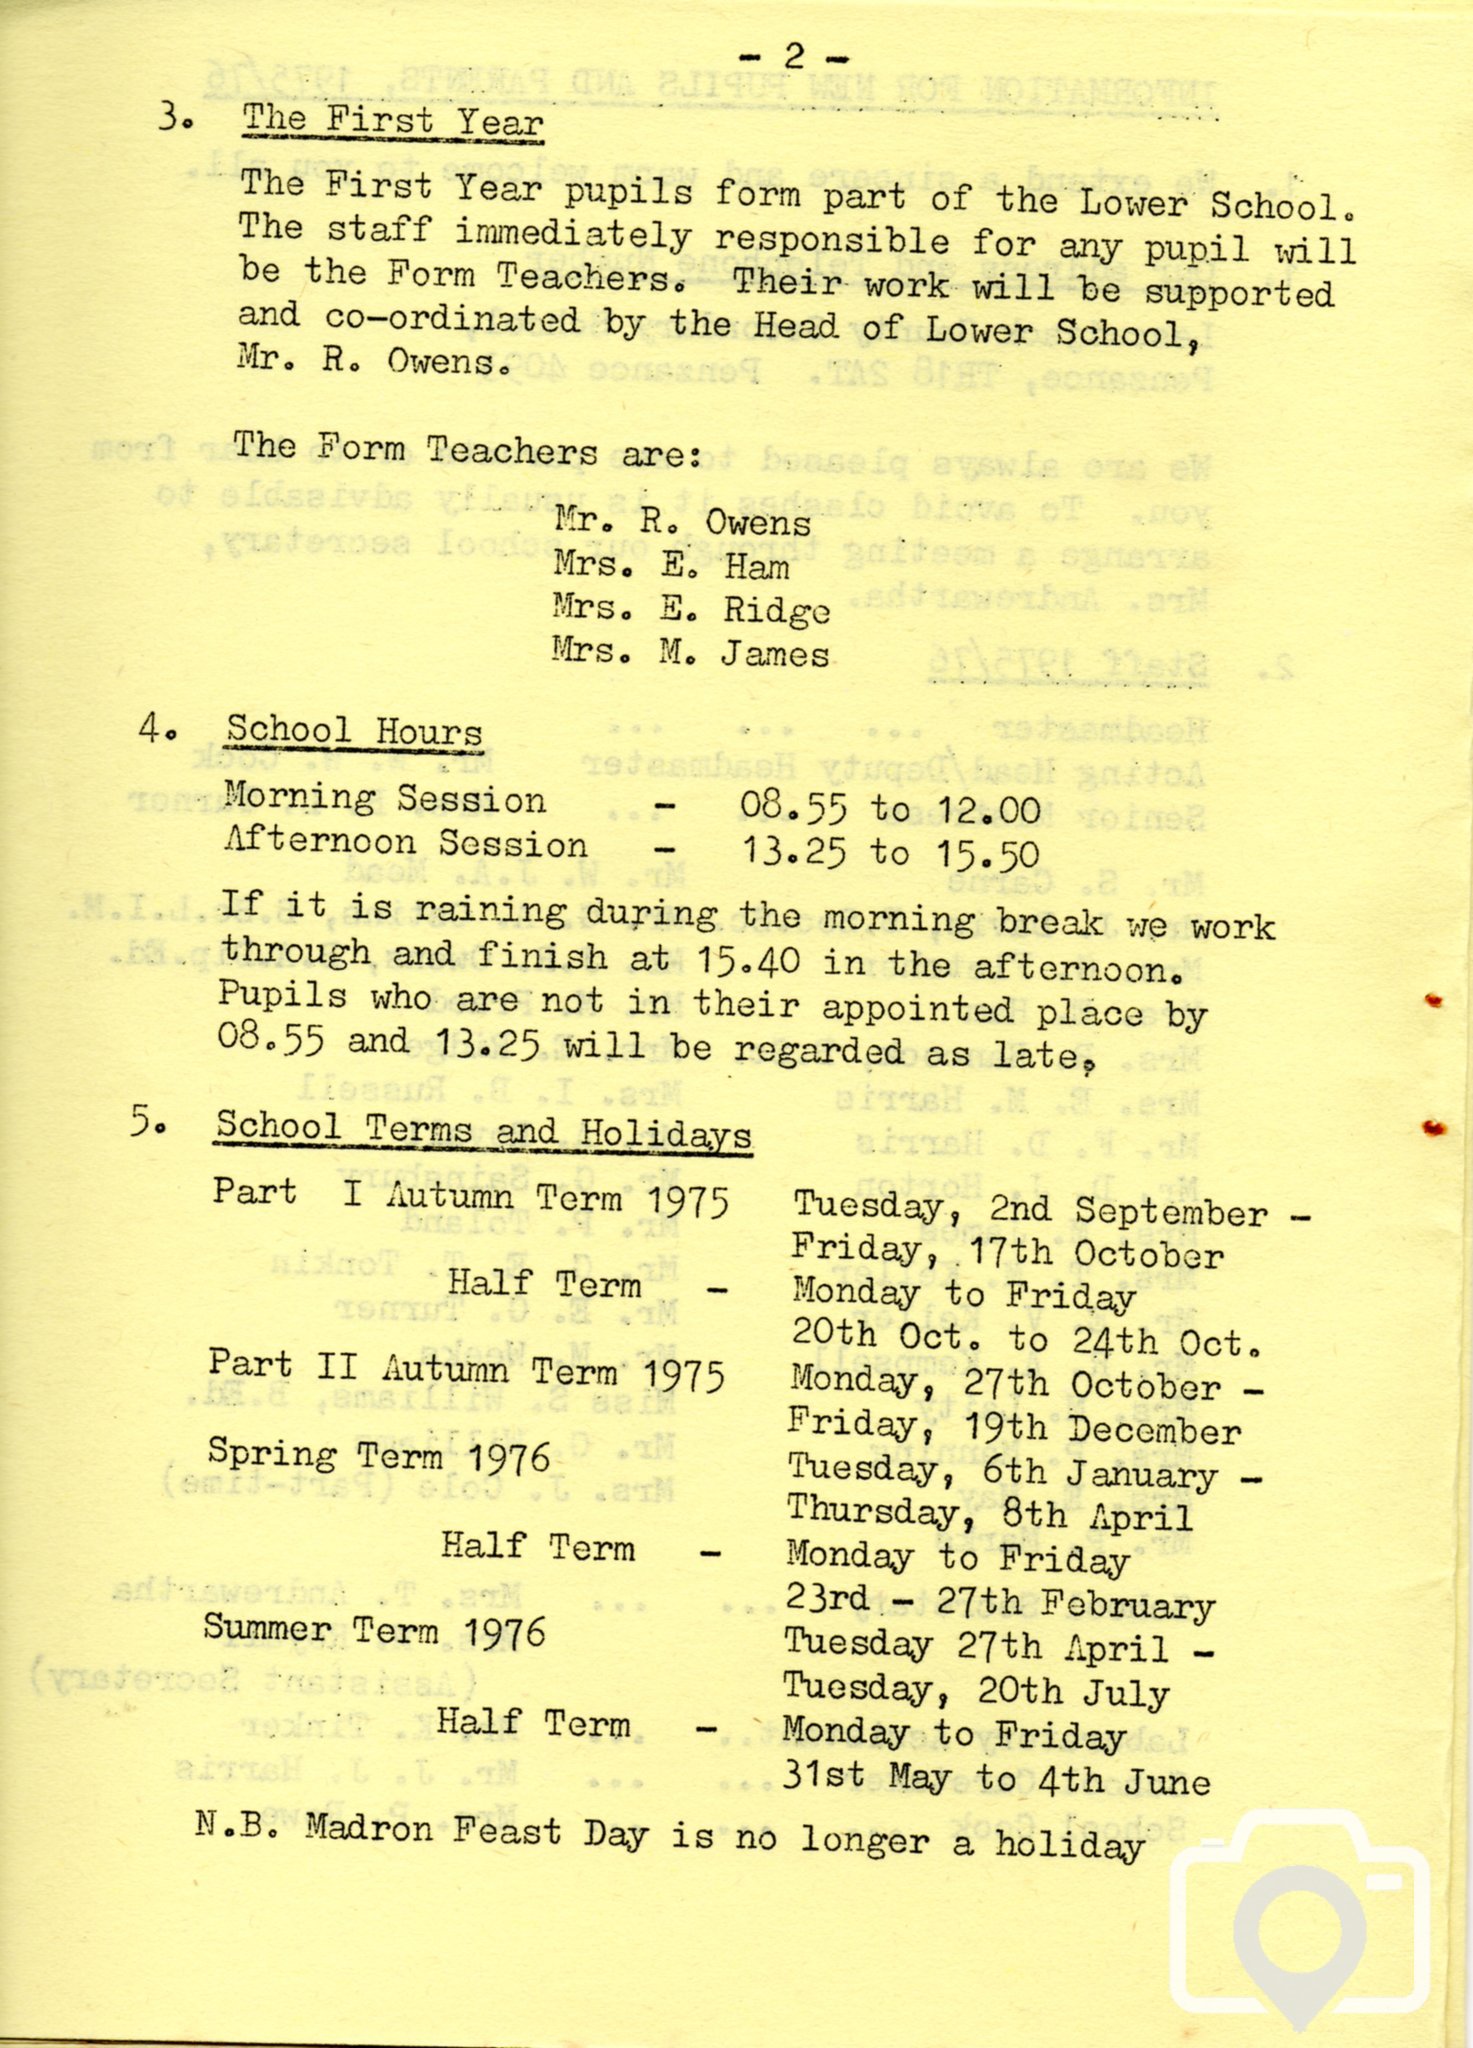 - 2 -
3. The First Year
The First Year pupils form part of the Lower School.
The staff immediately responsible for any pupil will
be the Form Teachers. Their work will be supported
and co-ordinated by the Head of Lower School,
Mr. R. Owens.
The Form Teachers are:
Mr. R. Owens
Mrs. E. Ham
Mrs. E. Ridge
Mrs. M. James
4. School Hours
Morning Session - 08.55 to 12.00
Afternoon Session - 13.25 to 15.50
If it is raining during the morning break we work
through and finish at 15.40 in the afternoon.
Pupils who are not in their appointed place by
08.55 and 13.25 will be regarded as late.
5. School Terms and Holidays
Part I Autumn Term 1975 Tuesday, 2nd September -
Friday, 17th October
Half Term - Monday to Friday
20th Oct. to 24th Oct.
Part II Autumn Term 1975 Monday, 27th October -
Friday, 19th December
Spring Term 1976 Tuesday, 6th January -
Thursday, 8th April
Half Term - Monday to Friday
23rd - 27th February
Summer Term 1976 Tuesday 27th April -
Tuesday, 20th July
Half Term - Monday to Friday
31st May to 4th June
N.B. Madron Feast Day is no longer a holiday